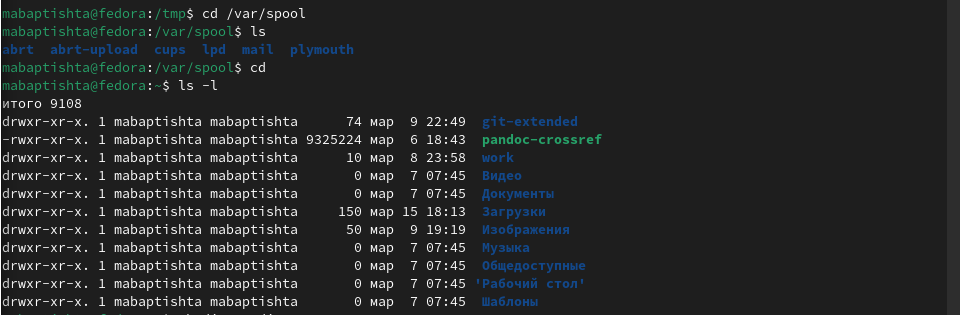 mabaptishta@fedora:/tmp$ cd /var/spool
mabaptishta@fedora:/var/spool$ ls
abrt  abrt-upload  cups  lpd  mail  plymouth
mabaptishta@fedora:/var/spool$ cd
mabaptishta@fedora:~$ ls -l
итого 9108
drwxr-xr-x. 1 mabaptishta mabaptishta      74 мар  9 22:49  git-extended
-rwxr-xr-x. 1 mabaptishta mabaptishta 9325224 мар  6 18:43  pandoc-crossref
drwxr-xr-x. 1 mabaptishta mabaptishta      10 мар  8 23:58  work
drwxr-xr-x. 1 mabaptishta mabaptishta       0 мар  7 07:45  Видео
drwxr-xr-x. 1 mabaptishta mabaptishta       0 мар  7 07:45  Документы
drwxr-xr-x. 1 mabaptishta mabaptishta     150 мар 15 18:13  Загрузки
drwxr-xr-x. 1 mabaptishta mabaptishta      50 мар  9 19:19  Изображения
drwxr-xr-x. 1 mabaptishta mabaptishta       0 мар  7 07:45  Музыка
drwxr-xr-x. 1 mabaptishta mabaptishta       0 мар  7 07:45  Общедоступные
drwxr-xr-x. 1 mabaptishta mabaptishta       0 мар  7 07:45 'Рабочий стол'
drwxr-xr-x. 1 mabaptishta mabaptishta       0 мар  7 07:45  Шаблоны